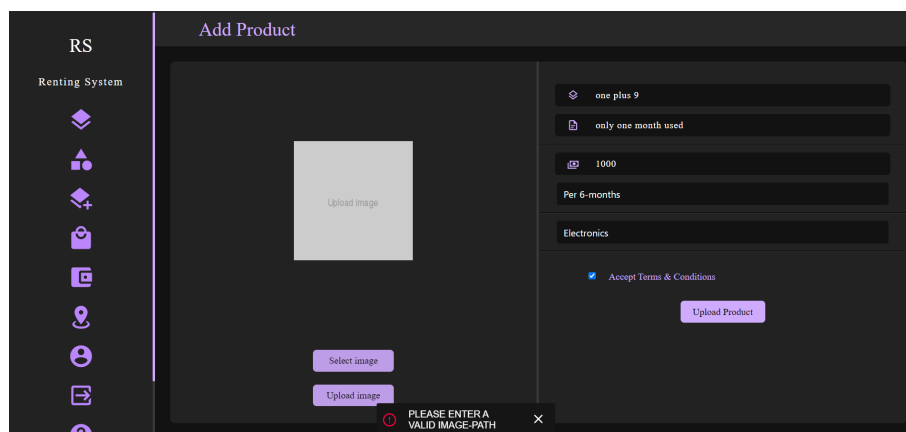 RS
Renting System
Add Product
Upload image
Select image
Upload image
one plus 9
only one month used
1000
Per 6-months
Electronics
Accept Terms & Conditions
Upload Product
PLEASE ENTER A
VALID IMAGE-PATH